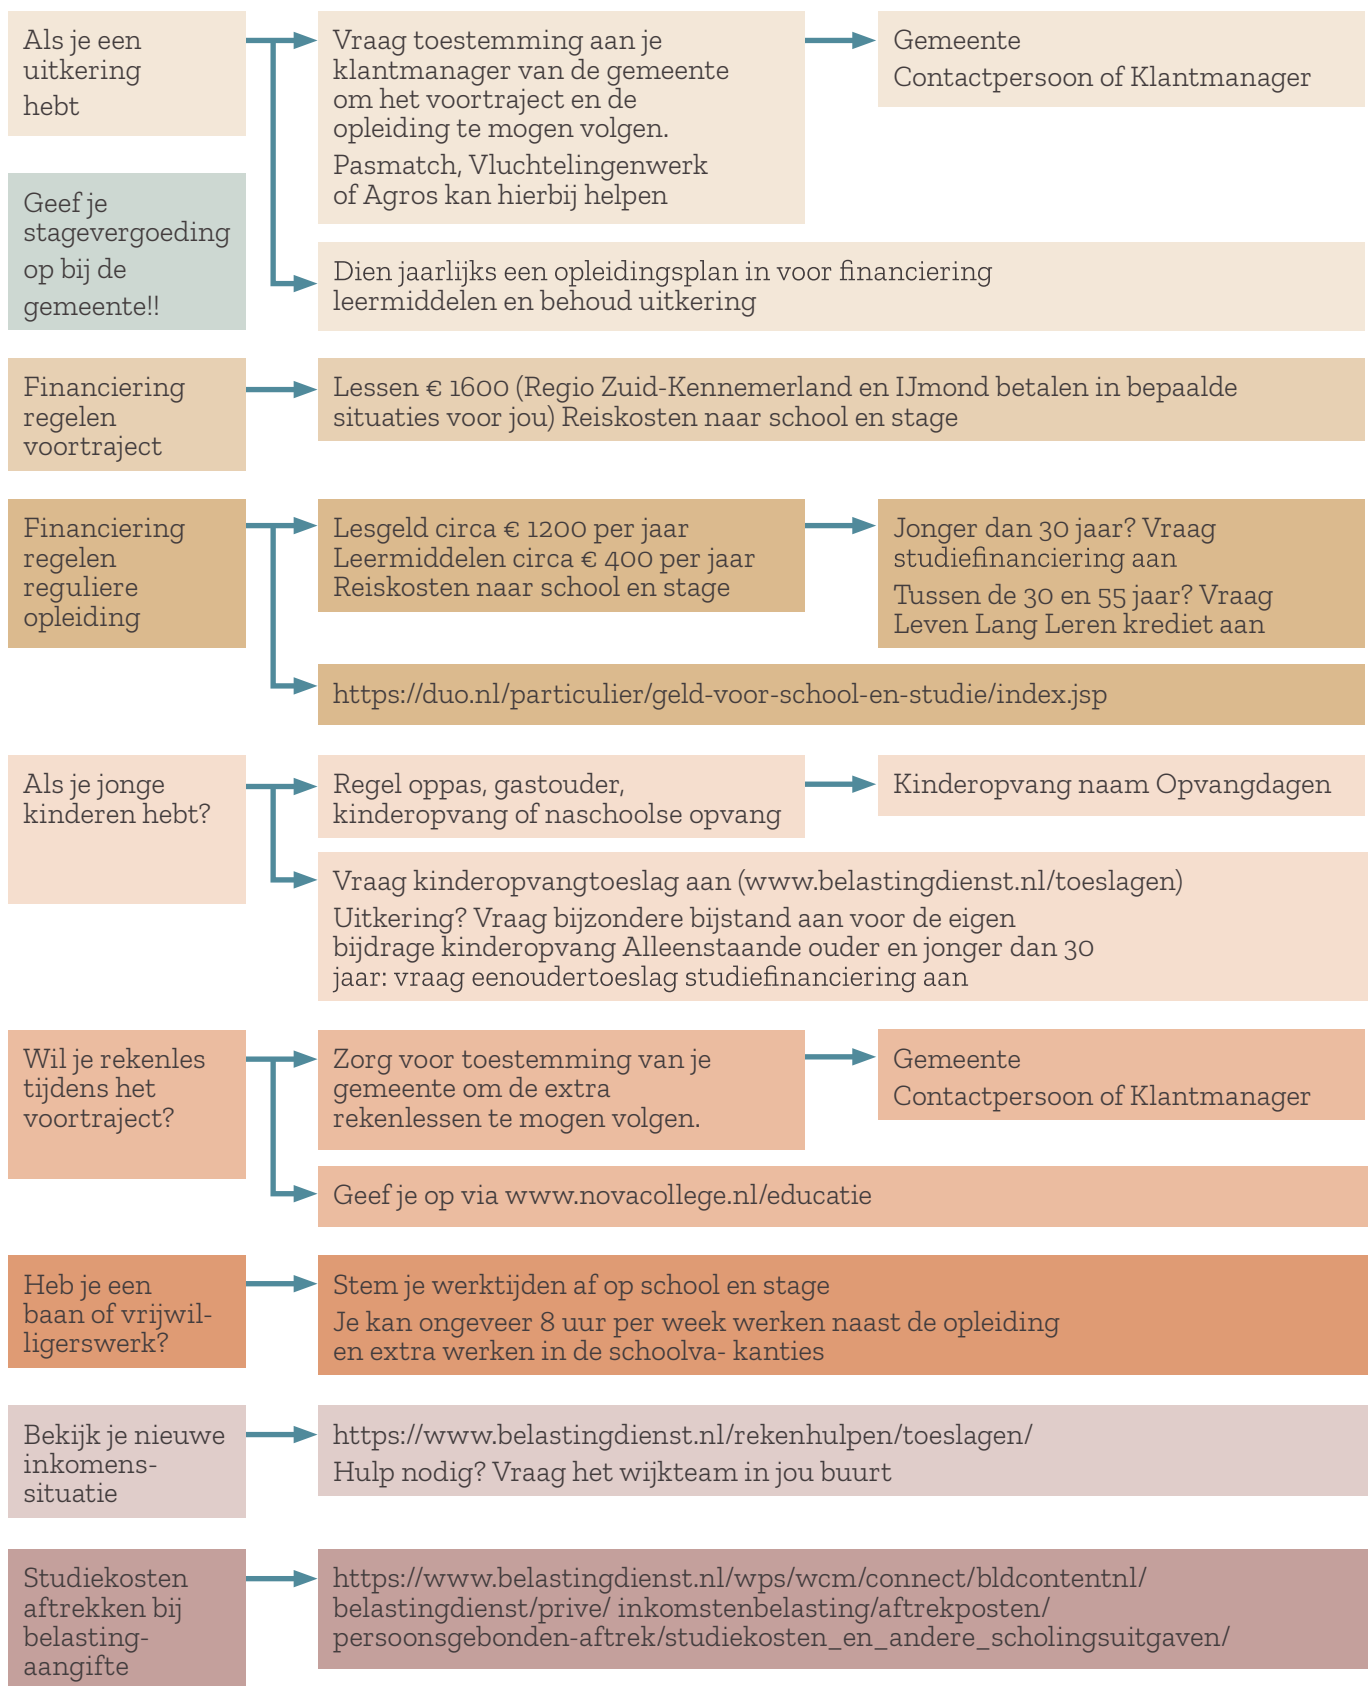 Als je een
uitkering
hebt
Vraag toestemming aan je
klantmanager van de gemeente
om het voortraject en de
opleiding te mogen volgen.
Pasmatch, Vluchtelingenwerk
of Agros kan hierbij helpen
Gemeente
Contactpersoon of Klantmanager
Geef je
stagevergoeding
op bij de
gemeente!!
Dien jaarlijks een opleidingsplan in voor financiering
leermiddelen en behoud uitkering
Financiering
regelen
voortraject
Lessen € 1600 (Regio Zuid-Kennemerland en IJmond betalen in bepaalde
situaties voor jou) Reiskosten naar school en stage
Financiering
regelen
reguliere
opleiding
Lesgeld circa € 1200 per jaar
Leermiddelen circa € 400 per jaar
Reiskosten naar school en stage
Jonger dan 30 jaar? Vraag
studiefinanciering aan
Tussen de 30 en 55 jaar? Vraag
Leven Lang Leren krediet aan
https://duo.nl/particulier/geld-voor-school-en-studie/index.jsp
Als je jonge
kinderen hebt?
Regel oppas, gastouder,
kinderopvang of naschoolse opvang
Kinderopvang naam Opvangdagen
Vraag kinderopvangtoeslag aan (www.belastingdienst.nl/toeslagen)
Uitkering? Vraag bijzondere bijstand aan voor de eigen
bijdrage kinderopvang Alleenstaande ouder en jonger dan 30
jaar: vraag eenoudertoeslag studiefinanciering aan
Wil je rekenles
tijdens het
voortraject?
Zorg voor toestemming van je
gemeente om de extra
rekenlessen te mogen volgen.
Gemeente
Contactpersoon of Klantmanager
Geef je op via www.novacollege.nl/educatie
Heb je een
baan of vrijwil-
ligerswerk?
Stem je werktijden af op school en stage
Je kan ongeveer 8 uur per week werken naast de opleiding
en extra werken in de schoolva- kanties
Bekijk je nieuwe
inkomens-
situatie
https://www.belastingdienst.nl/rekenhulpen/toeslagen/
Hulp nodig? Vraag het wijkteam in jou buurt
Studiekosten
aftrekken bij
belasting-
aangifte
https://www.belastingdienst.nl/wps/wcm/connect/bldcontentnl/
belastingdienst/prive/ inkomstenbelasting/aftrekposten/
persoonsgebonden-aftrek/studiekosten_en_andere_scholingsuitgaven/